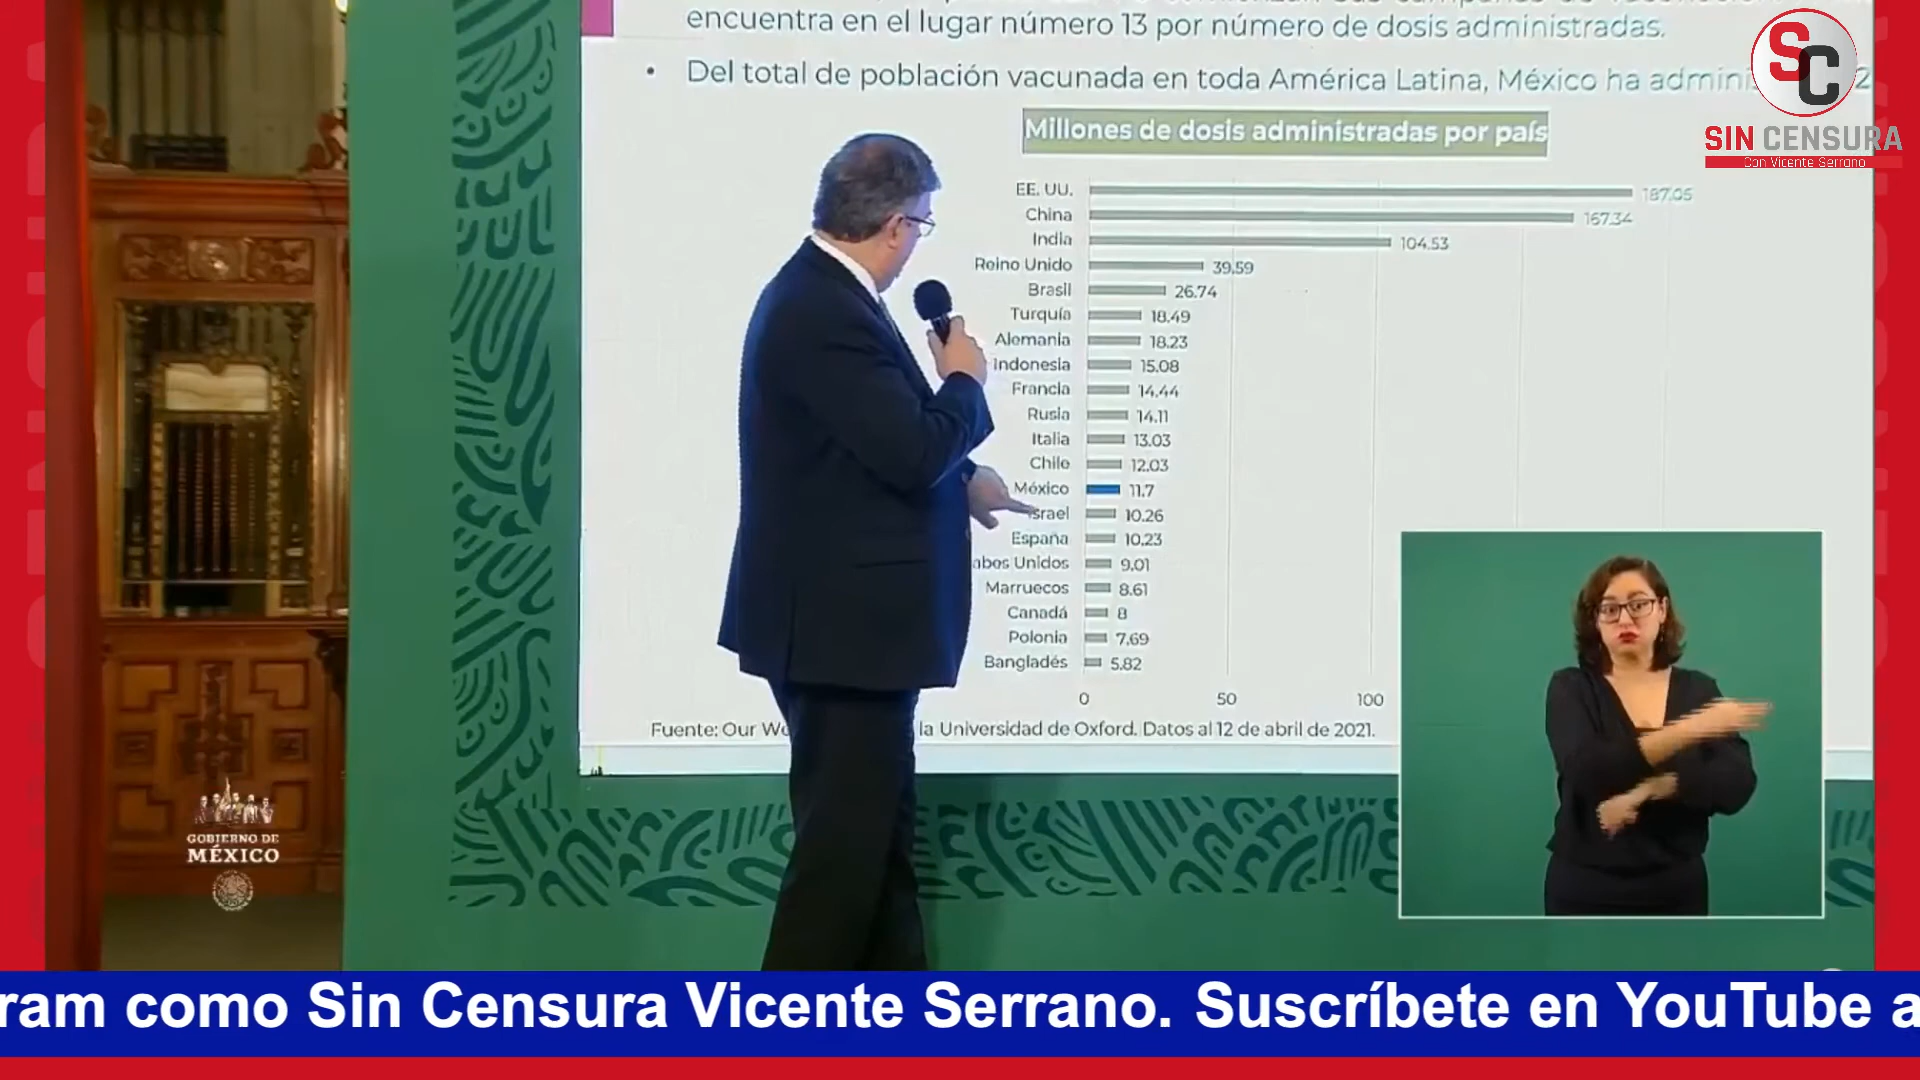 encuentra en el lugar número 13 por número de dosis administradas.
• Del total de población vacunada en toda América Latina, México ha
Millones de dosis administradas por país
EE. UU. 187.05
China 167.34
India 104.53
Reino Unido 39.59
Brasil 26.74
Turquía 18.49
Alemania 18.23
Indonesia 15.08
Francia 14.44
Rusia 14.11
Italia 13.03
Chile 12.03
México 11.7
Israel 10.26
España 10.23
abos Unidos 9.01
Marruecos 8.61
Canadá 8
Polonia 7.69
Bangladés 5.82
0 50 100
Fuente: Our la Universidad de Oxford. Datos al 12 de abril de 2021.
SC
SIN CENSURA
Con Vicente Serrano
GOBIERNO DE
MÉXICO
ram como Sin Censura Vicente Serrano. Suscríbete en YouTube a